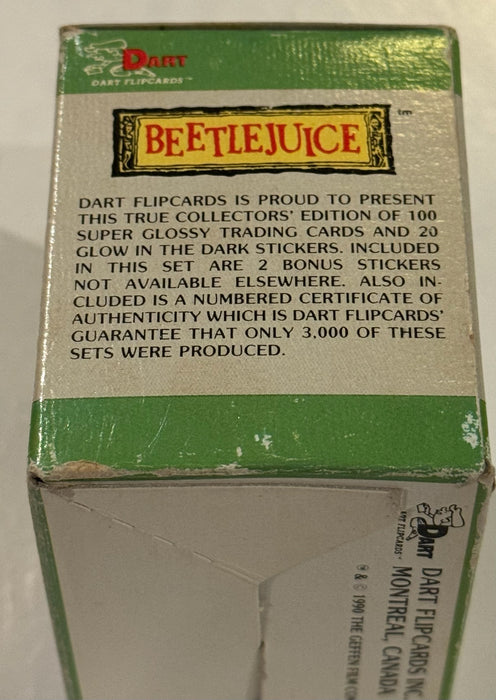 DART
DART FLIPCARDS™
BEETLEJUICE tm
DART FLIPCARDS IS PROUD TO PRESENT
THIS TRUE COLLECTORS' EDITION OF 100
SUPER GLOSSY TRADING CARDS AND 20
GLOW IN THE DARK STICKERS. INCLUDED
IN THIS SET ARE 2 BONUS STICKERS
NOT AVAILABLE ELSEWHERE. ALSO IN-
CLUDED IS A NUMBERED CERTIFICATE OF
AUTHENTICITY WHICH IS DART FLIPCARDS'
GUARANTEE THAT ONLY 3,000 OF THESE
SETS WERE PRODUCED.
DART
FLIPCARDS
DART FLIPCARDS INC.
MONTREAL, CANADA
& © 1990 THE GEFFEN FILM